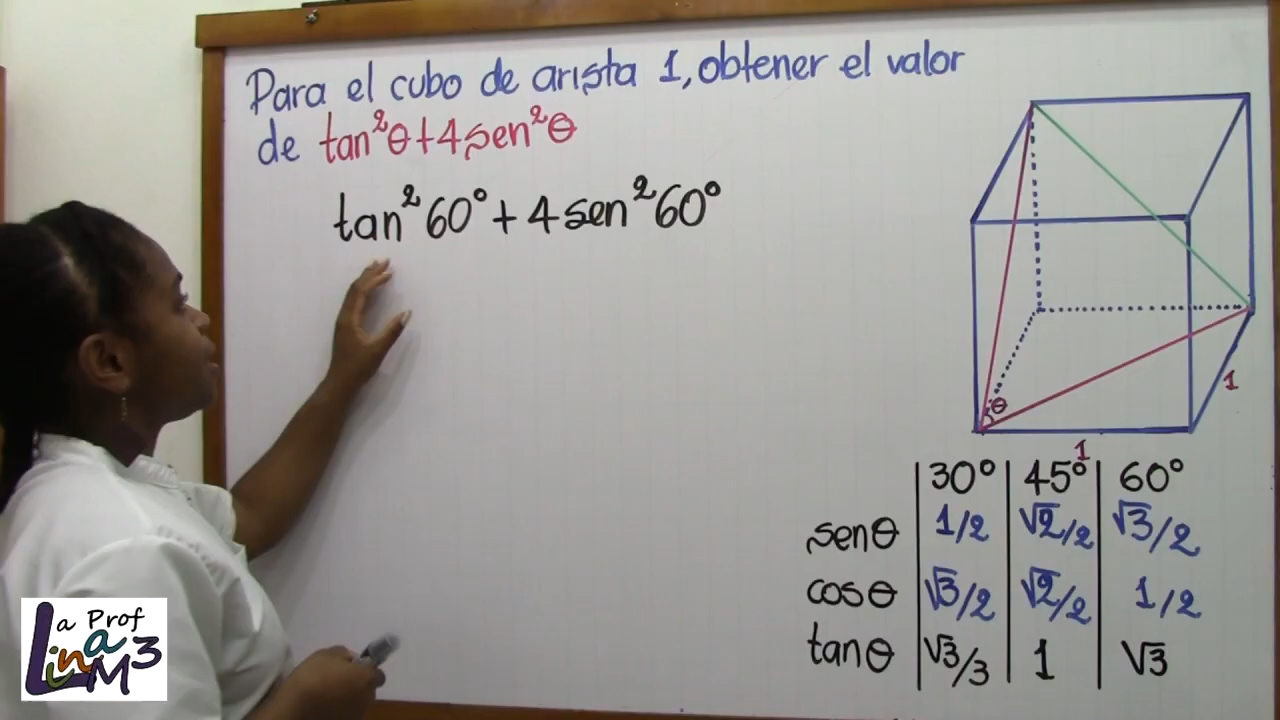 Para el cubo de arista 1, obtener el valor
de tan²θ+4sen²θ
tan²60°+4sen²60°
θ
1
1
30° 45° 60°
senθ 1/2 √2/2 √3/2
cosθ √3/2 √2/2 1/2
tanθ √3/3 1 √3
La Prof
LinaM3